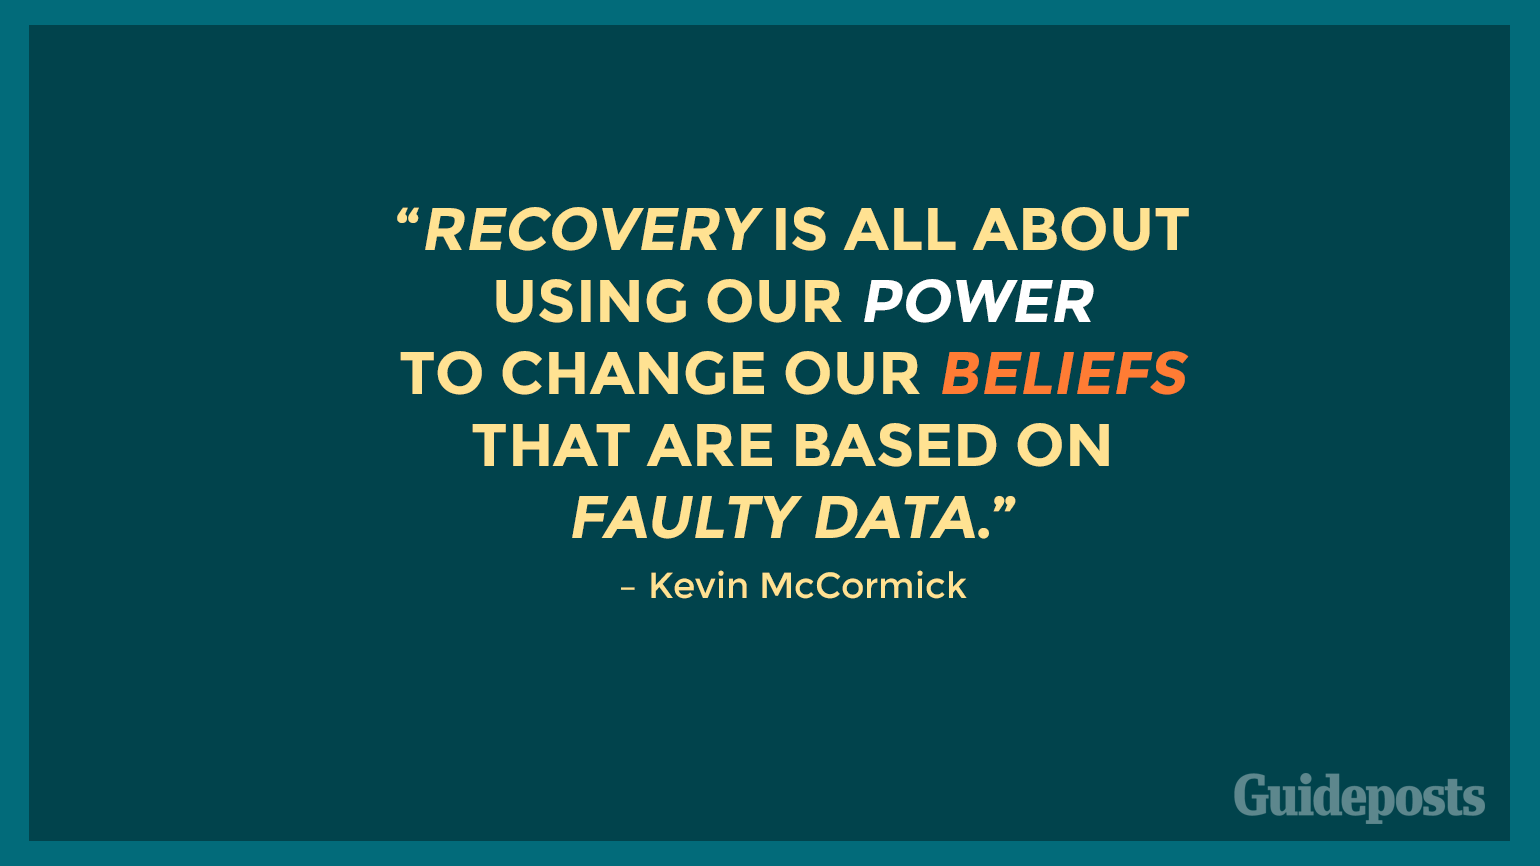 “RECOVERY IS ALL ABOUT
USING OUR POWER
TO CHANGE OUR BELIEFS
THAT ARE BASED ON
FAULTY DATA.”
– Kevin McCormick
Guideposts